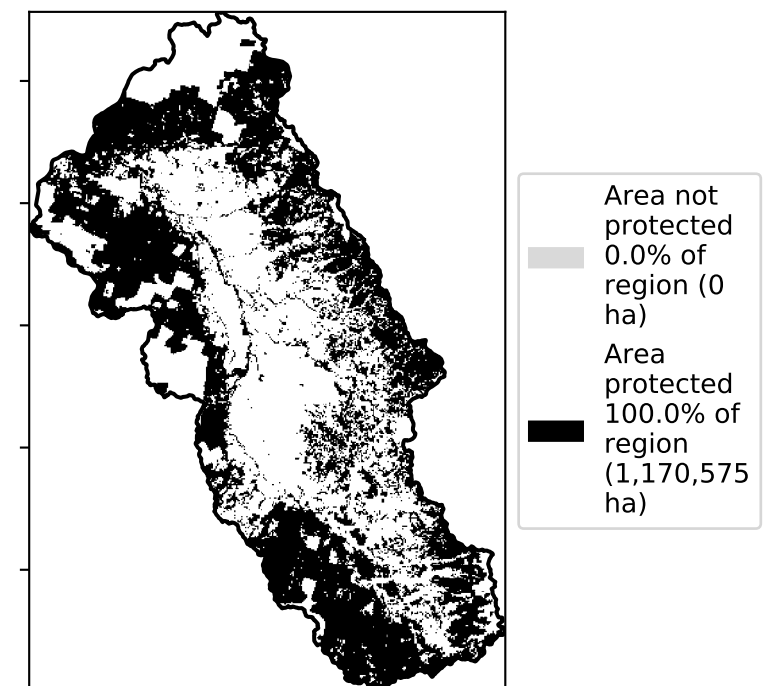 Area not
protected
0.0% of
region (0
ha)
Area
protected
100.0% of
region
(1,170,575
ha)